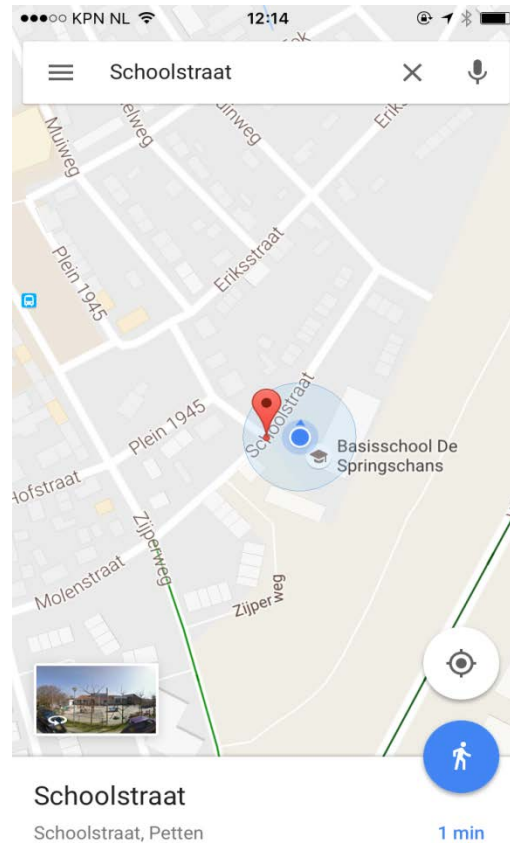 KPN NL 12:14
Schoolstraat
Muiweg
Eriksstraat
Plein 1945
Plein 1945
Schoolstraat
Basisschool De
Springschans
Hofstraat
Zijperweg
Molenstraat
Zijperweg
Schoolstraat
Schoolstraat, Petten
1 min